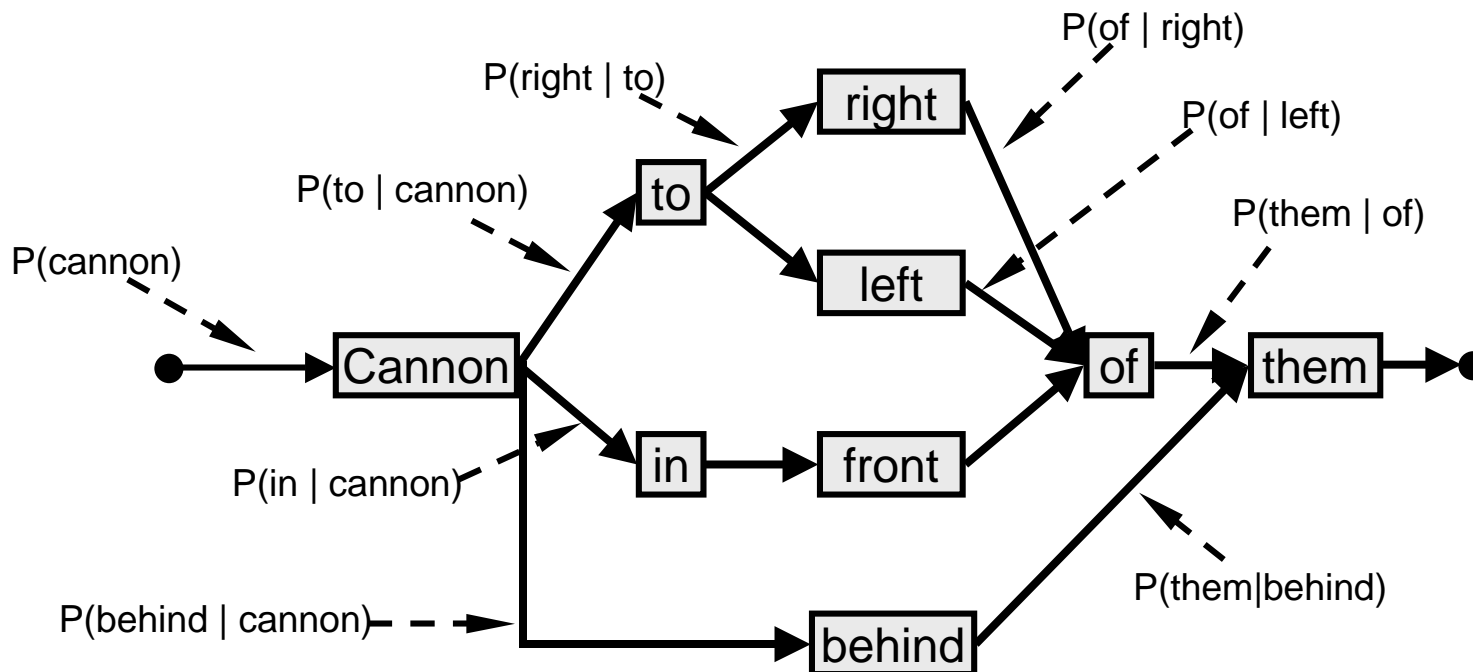 P(of | right)
P(right | to)
right
P(of | left)
P(to | cannon)
to
P(them | of)
P(cannon)
left
Cannon
of
them
P(in | cannon)
in
front
P(them|behind)
P(behind | cannon)
behind